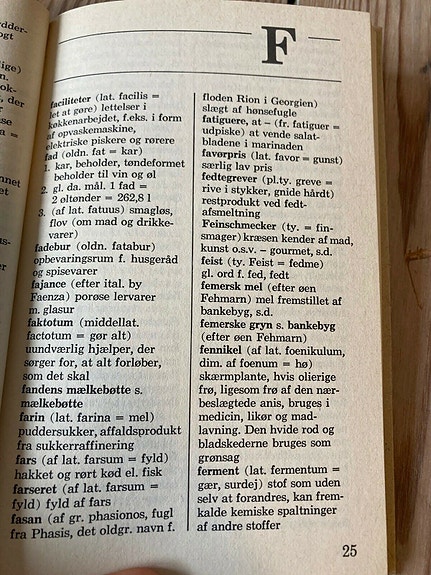 F
faciliteter (lat. facilis =
let at gøre) lettelser i
køkkenarbejdet, f.eks. i form
af opvaskemaskine,
elektriske piskere og rørere
fad (oldn. fat = kar)
1. kar, beholder, tøndeformet
beholder til vin og øl
2. gl. da. mål. 1 fad =
2 øltønder = 262,8 l
3. (af lat. fatuus) smagløs,
flov (om mad og drikke-
varer)
fadebur (oldn. fatabur)
opbevaringsrum f. husgeråd
og spisevarer
fajance (efter ital. by
Faenza) porøse lervarer
m. glasur
faktotum (middellat.
factotum = gør alt)
uundværlig hjælper, der
sørger for, at alt forløber,
som det skal
fandens mælkebøtte s.
mælkebøtte
farin (lat. farina = mel)
puddersukker, affaldsprodukt
fra sukkerraffinering
fars (af lat. farsum = fyld)
hakket og rørt kød el. fisk
farseret (af lat. farsum =
fyld) fyld af fars
fasan (af gr. phasionos, fugl
fra Phasis, det oldgr. navn f.
floden Rion i Georgien)
slægt af hønsefugle
fatiguere, at – (fr. fatiguer =
udpiske) at vende salat-
bladene i marinaden
favørpris (lat. favor = gunst)
særlig lav pris
fedtegrever (pl.ty. greve =
rive i stykker, gnide hårdt)
restprodukt ved fedt-
afsmeltning
Feinschmecker (ty. = fin-
smager) kræsen kender af mad,
kunst o.s.v. – gourmet, s.d.
feist (ty. Feist = fedme)
gl. ord f. fed, fedt
femersk mel (efter øen
Fehmarn) mel fremstillet af
bankebyg, s.d.
femerske gryn s. bankebyg
(efter øen Fehmarn)
fennikel (af lat. foenikulum,
dim. af foenum = hø)
skærmplante, hvis olierige
frø, ligesom frø af den nær-
beslægtede anis, bruges i
medicin, likør og mad-
lavning. Den hvide rod og
bladskederne bruges som
grønsag
ferment (lat. fermentum =
gær, surdej) stof som uden
selv at forandres, kan frem-
kalde kemiske spaltninger
af andre stoffer
25